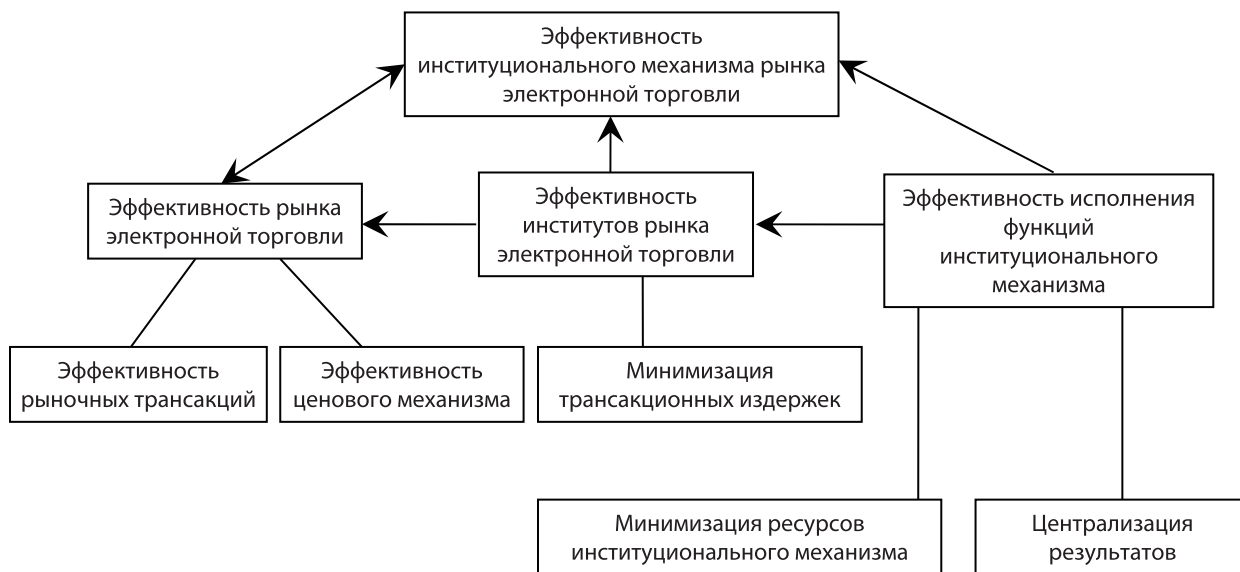 Эффективность
институционального механизма рынка
электронной торговли
Эффективность рынка
электронной торговли
Эффективность
институтов рынка
электронной торговли
Эффективность исполнения
функций
институционального
механизма
Эффективность
рыночных трансакций
Эффективность
ценового механизма
Минимизация
трансакционных издержек
Минимизация ресурсов
институционального механизма
Централизация
результатов